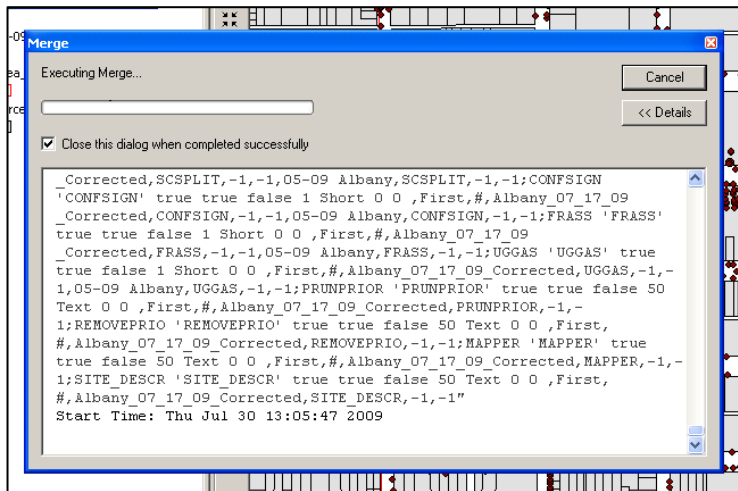 Merge
Executing Merge...
Cancel
<< Details
Close this dialog when completed successfully
_Corrected,SCSPLIT,-1,-1,05-09 Albany,SCSPLIT,-1,-1;CONFSIGN
'CONFSIGN' true true false 1 Short 0 0 ,First,#,Albany_07_17_09
_Corrected,CONFSIGN,-1,-1,05-09 Albany,CONFSIGN,-1,-1;FRASS 'FRASS'
true true false 1 Short 0 0 ,First,#,Albany_07_17_09
_Corrected,FRASS,-1,-1,05-09 Albany,FRASS,-1,-1;UGGAS 'UGGAS' true
true false 1 Short 0 0 ,First,#,Albany_07_17_09_Corrected,UGGAS,-1,-
1,05-09 Albany,UGGAS,-1,-1;PRUNPRIOR 'PRUNPRIOR' true true false 50
Text 0 0 ,First,#,Albany_07_17_09_Corrected,PRUNPRIOR,-1,-
1;REMOVEPRIO 'REMOVEPRIO' true true false 50 Text 0 0 ,First,
#,Albany_07_17_09_Corrected,REMOVEPRIO,-1,-1;MAPPER 'MAPPER' true
true false 50 Text 0 0 ,First,#,Albany_07_17_09_Corrected,MAPPER,-1,-
1;SITE_DESCR 'SITE_DESCR' true true false 50 Text 0 0 ,First,
#,Albany_07_17_09_Corrected,SITE_DESCR,-1,-1"
Start Time: Thu Jul 30 13:05:47 2009